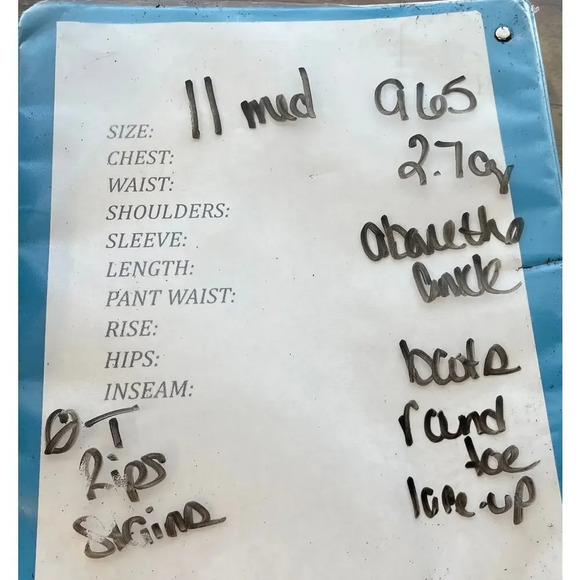 SIZE: 11 med 965
CHEST:
WAIST: 2.7oz
SHOULDERS:
SLEEVE: above the
LENGTH: ankle
PANT WAIST:
RISE:
HIPS: boots
INSEAM:
Ø T
Rips
Stains
round
toe
lace-up